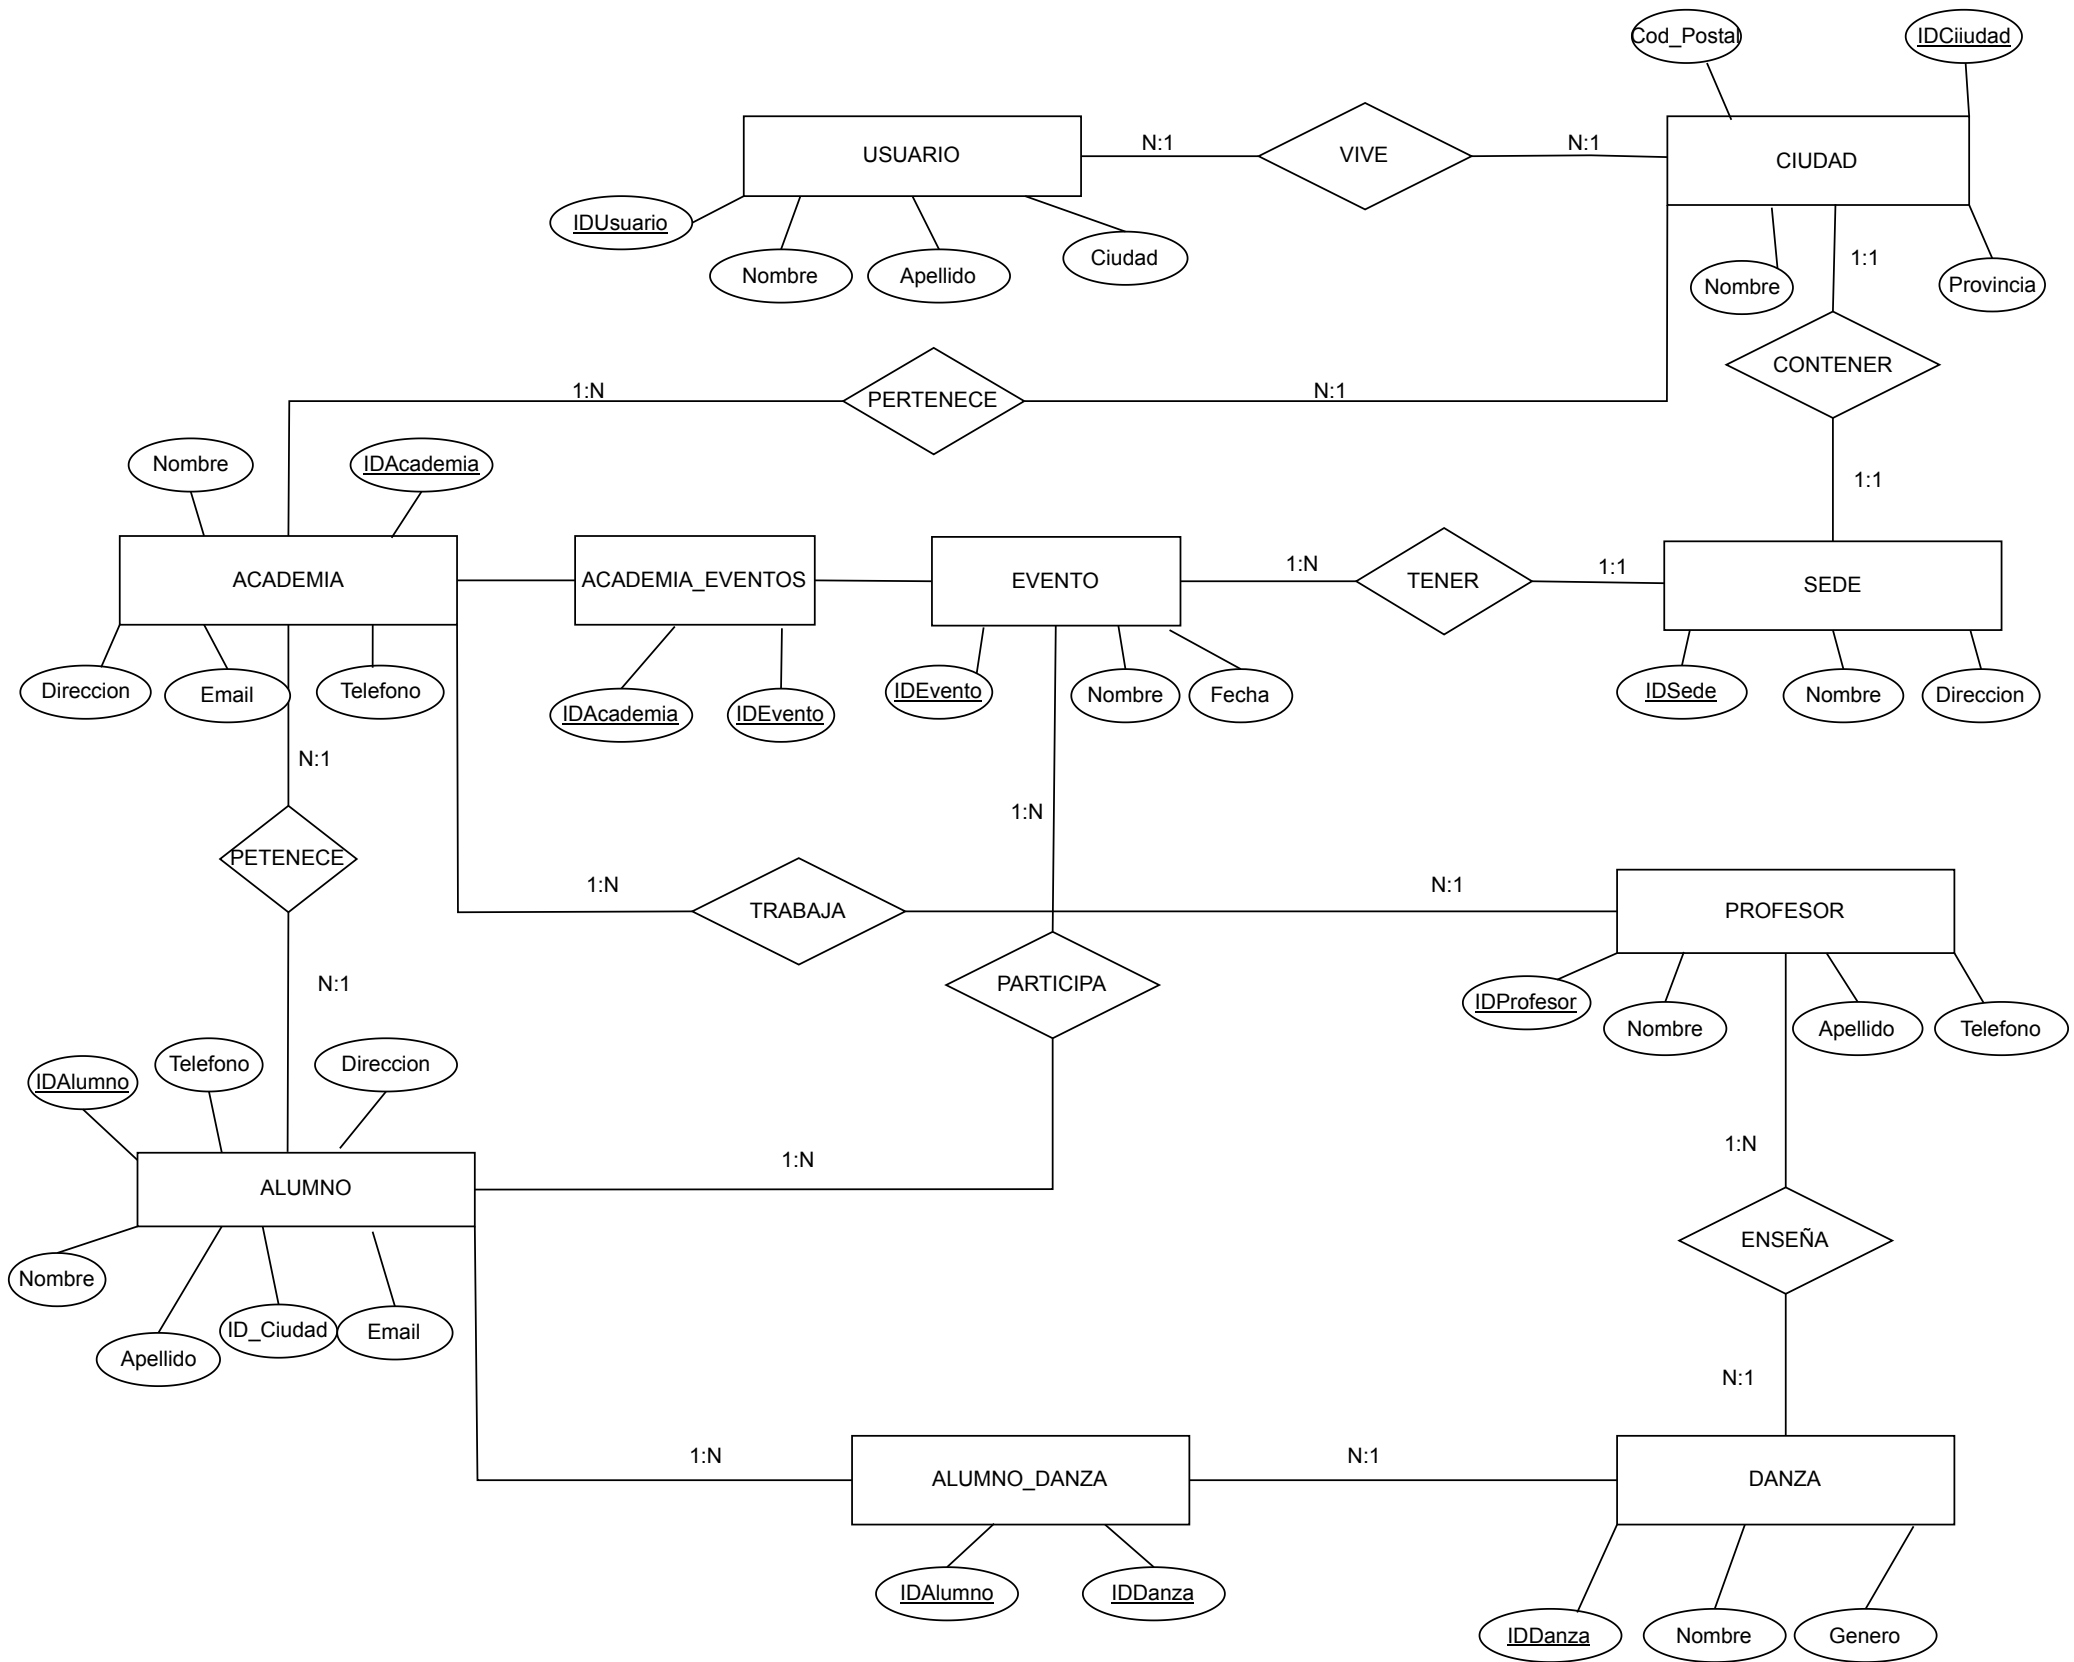 Cod_Postal
IDCiiudad
N:1
N:1
USUARIO
VIVE
CIUDAD
IDUsuario
Nombre
Apellido
Ciudad
1:1
Nombre
Provincia
CONTENER
1:N
PERTENECE
N:1
Nombre
IDAcademia
1:1
ACADEMIA
ACADEMIA_EVENTOS
EVENTO
1:N
TENER
1:1
SEDE
Direccion
Email
Telefono
IDAcademia
IDEvento
IDEvento
Nombre
Fecha
IDSede
Nombre
Direccion
N:1
1:N
PETENECE
1:N
TRABAJA
N:1
PROFESOR
N:1
PARTICIPA
IDProfesor
Nombre
Apellido
Telefono
IDAlumno
Telefono
Direccion
1:N
1:N
ALUMNO
ENSEÑA
Nombre
Apellido
ID_Ciudad
Email
N:1
1:N
N:1
ALUMNO_DANZA
DANZA
IDAlumno
IDDanza
IDDanza
Nombre
Genero